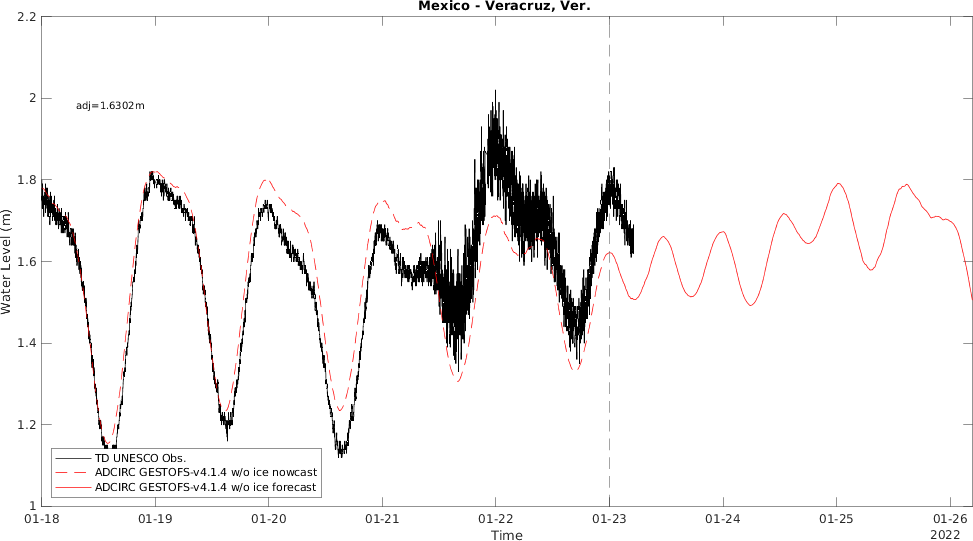 Mexico - Veracruz, Ver.
2.2
2
1.8
1.6
1.4
1.2
1
Water Level (m)
adj=1.6302m
TD UNESCO Obs.
ADCIRC GESTOFS-v4.1.4 w/o ice nowcast
ADCIRC GESTOFS-v4.1.4 w/o ice forecast
01-18 01-19 01-20 01-21 01-22 01-23 01-24 01-25 01-26
Time
2022